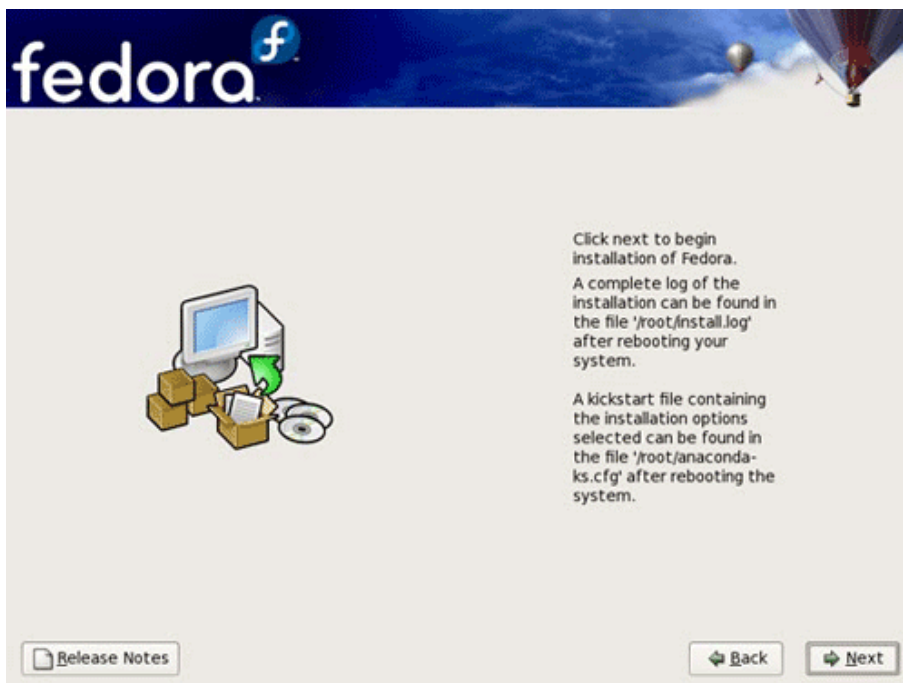 fedora
Click next to begin
installation of Fedora.
A complete log of the
installation can be found in
the file '/root/install.log'
after rebooting your
system.
A kickstart file containing
the installation options
selected can be found in
the file '/root/anaconda-
ks.cfg' after rebooting the
system.
Release Notes
Back
Next